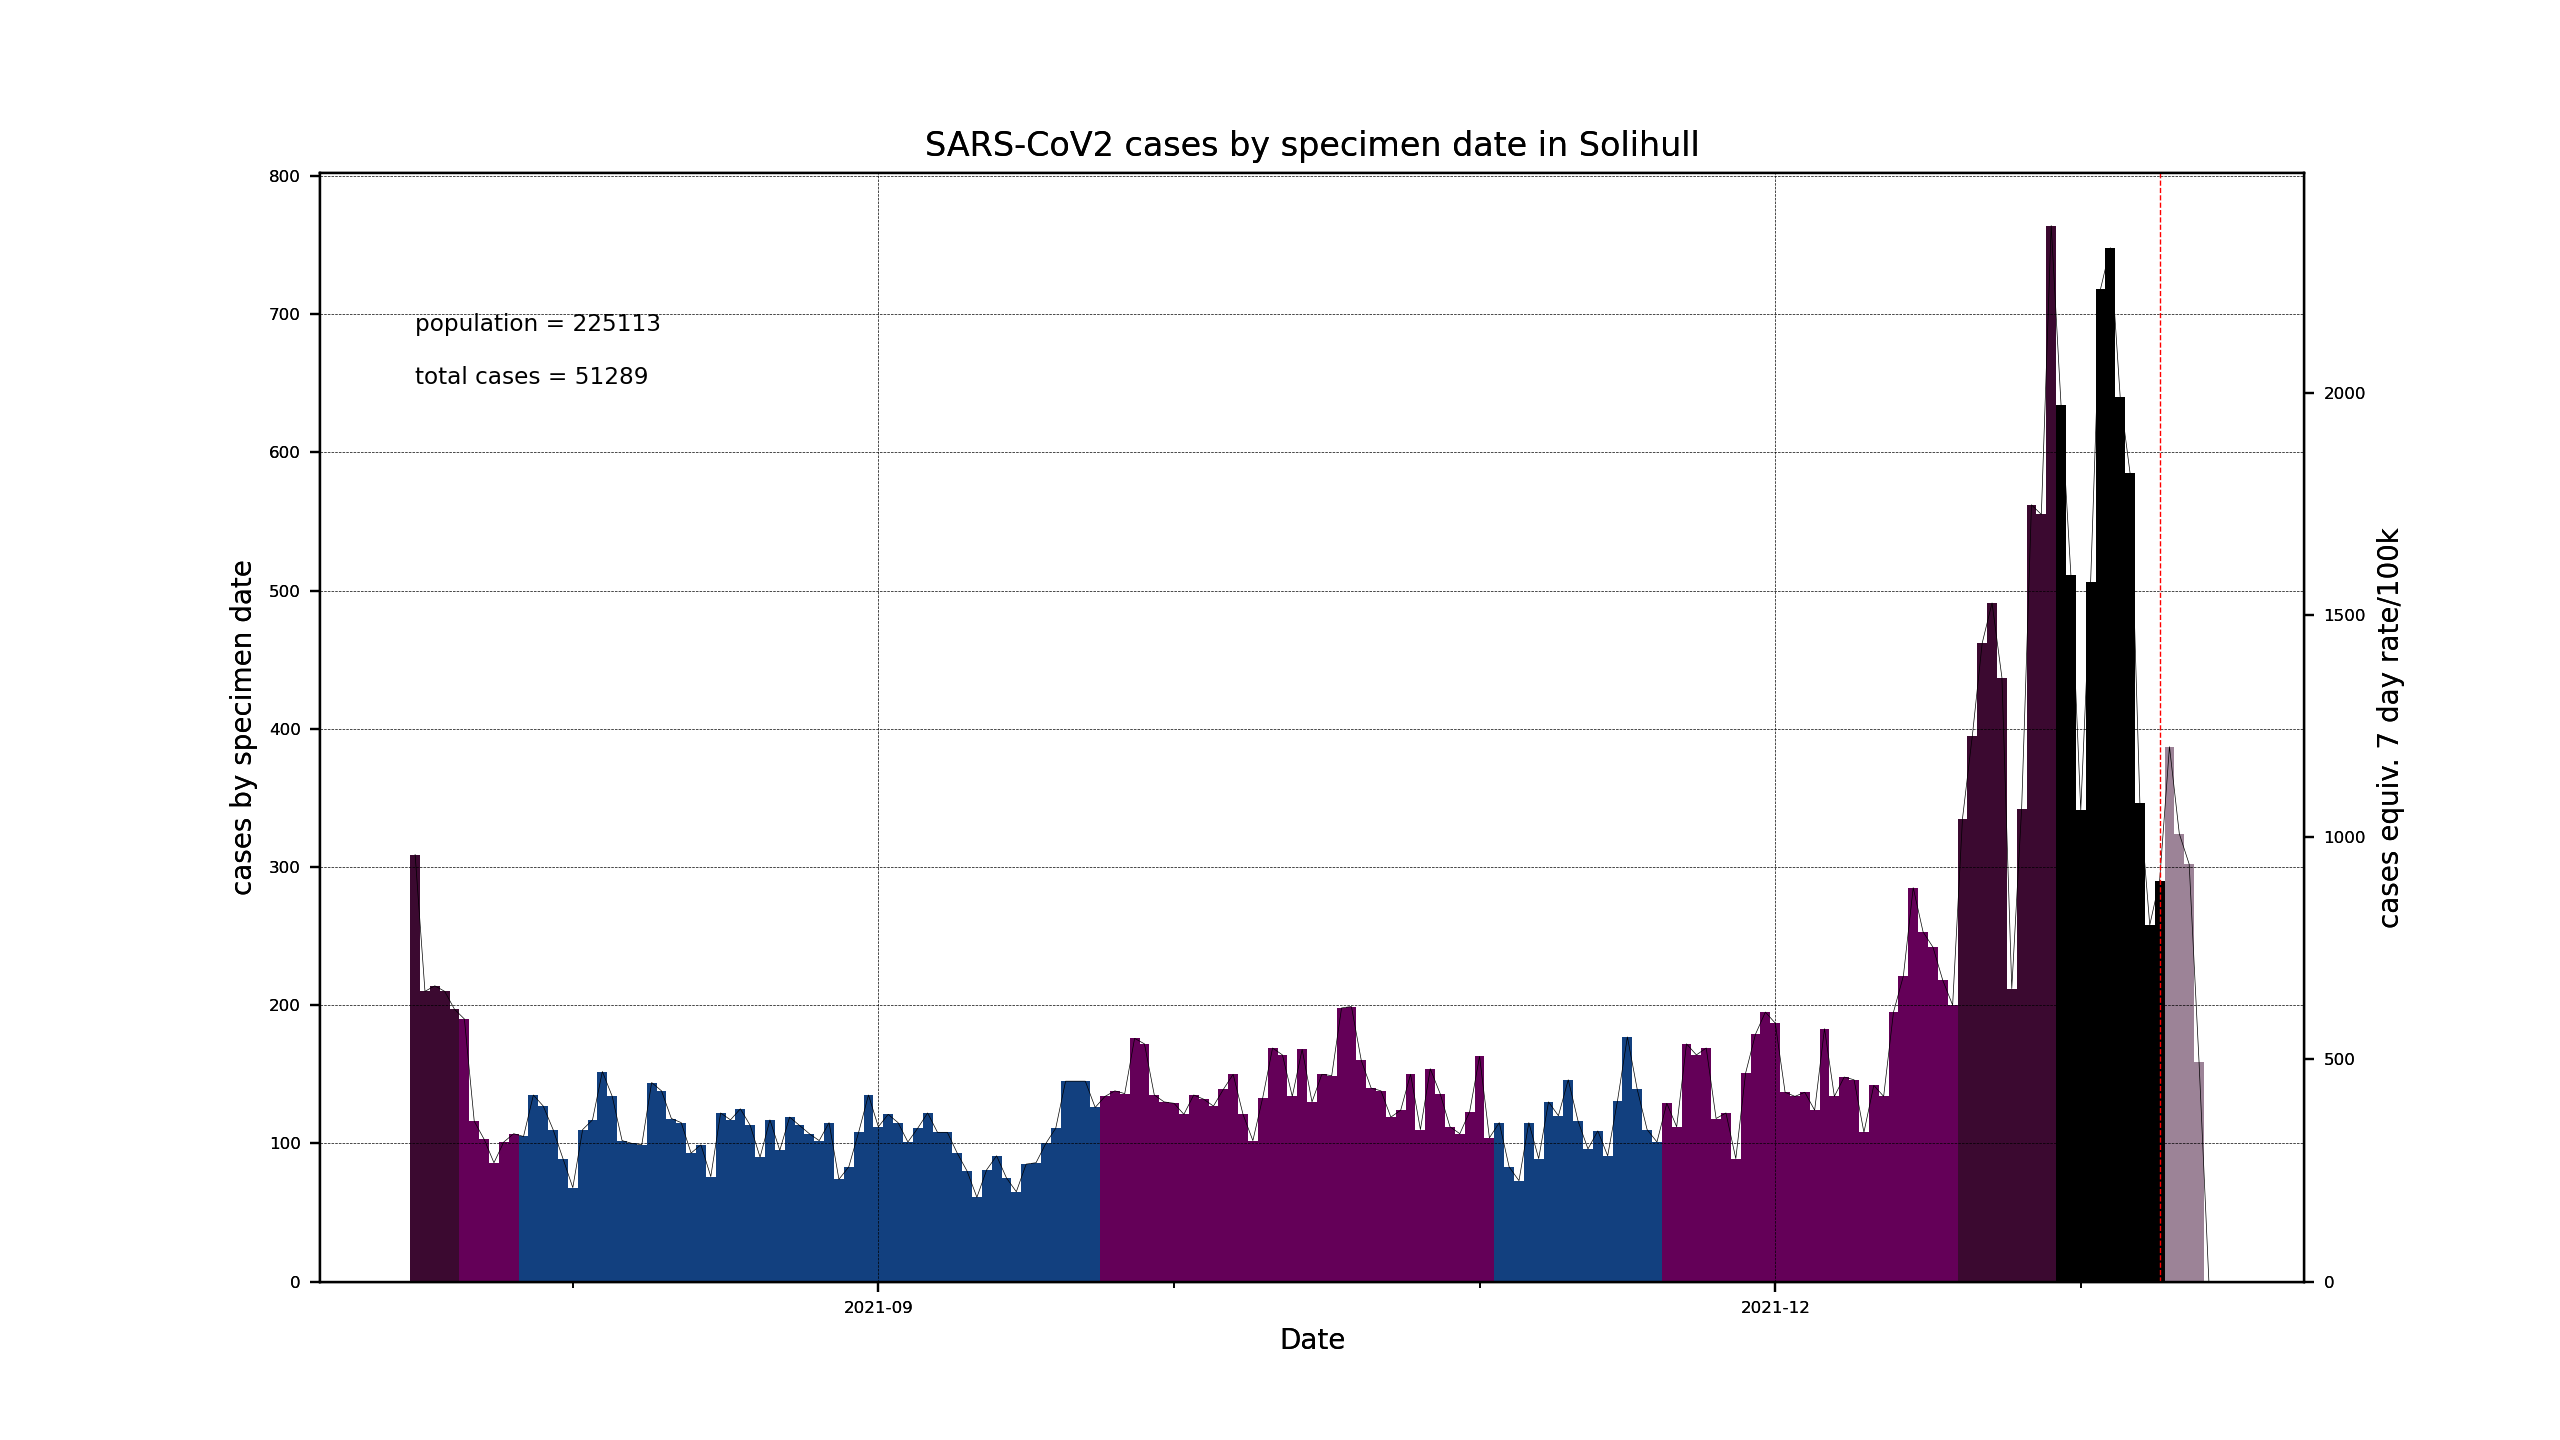 SARS-CoV2 cases by specimen date in Solihull
800
700
600
500
400
300
200
100
0
cases by specimen date
population = 225113
total cases = 51289
2000
1500
1000
500
0
cases equiv. 7 day rate/100k
2021-09
2021-12
Date